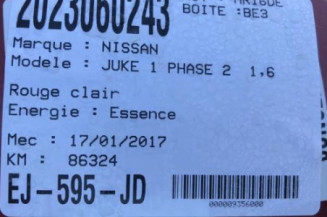 2023060243
BOITE :BE3
Marque : NISSAN
Modele : JUKE 1 PHASE 2 1,6
Rouge clair
Energie : Essence
Mec : 17/01/2017
KM : 86324
EJ-595-JD
000009356000